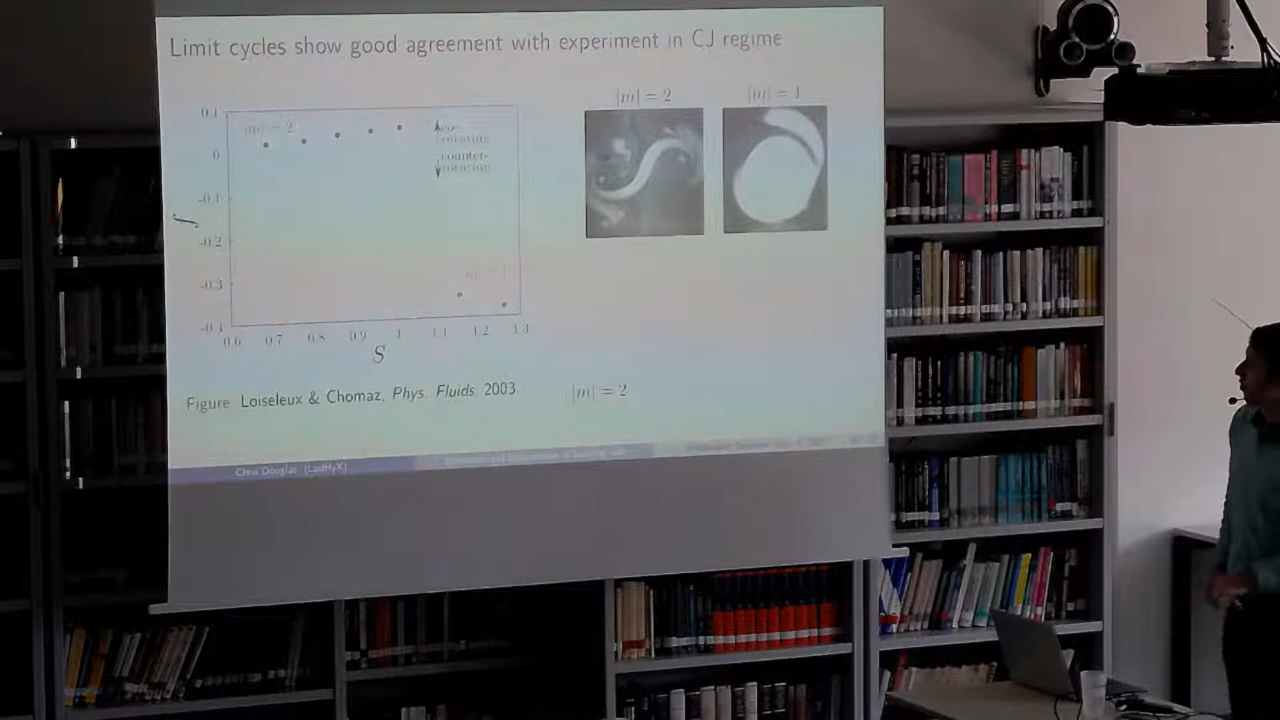 Limit cycles show good agreement with experiment in CJ regime
|m| = 2
|m| = 1
0.1
|m| = 2
co-
rotating
counter-
rotating
0
-0.1
f
-0.2
-0.3
-0.4
0.6 0.7 0.8 0.9 1 1.1 1.2 1.3
S
Figure Loiseleux & Chomaz, Phys. Fluids, 2003.
|m| = 2
Chris Douglas (LadHyX)